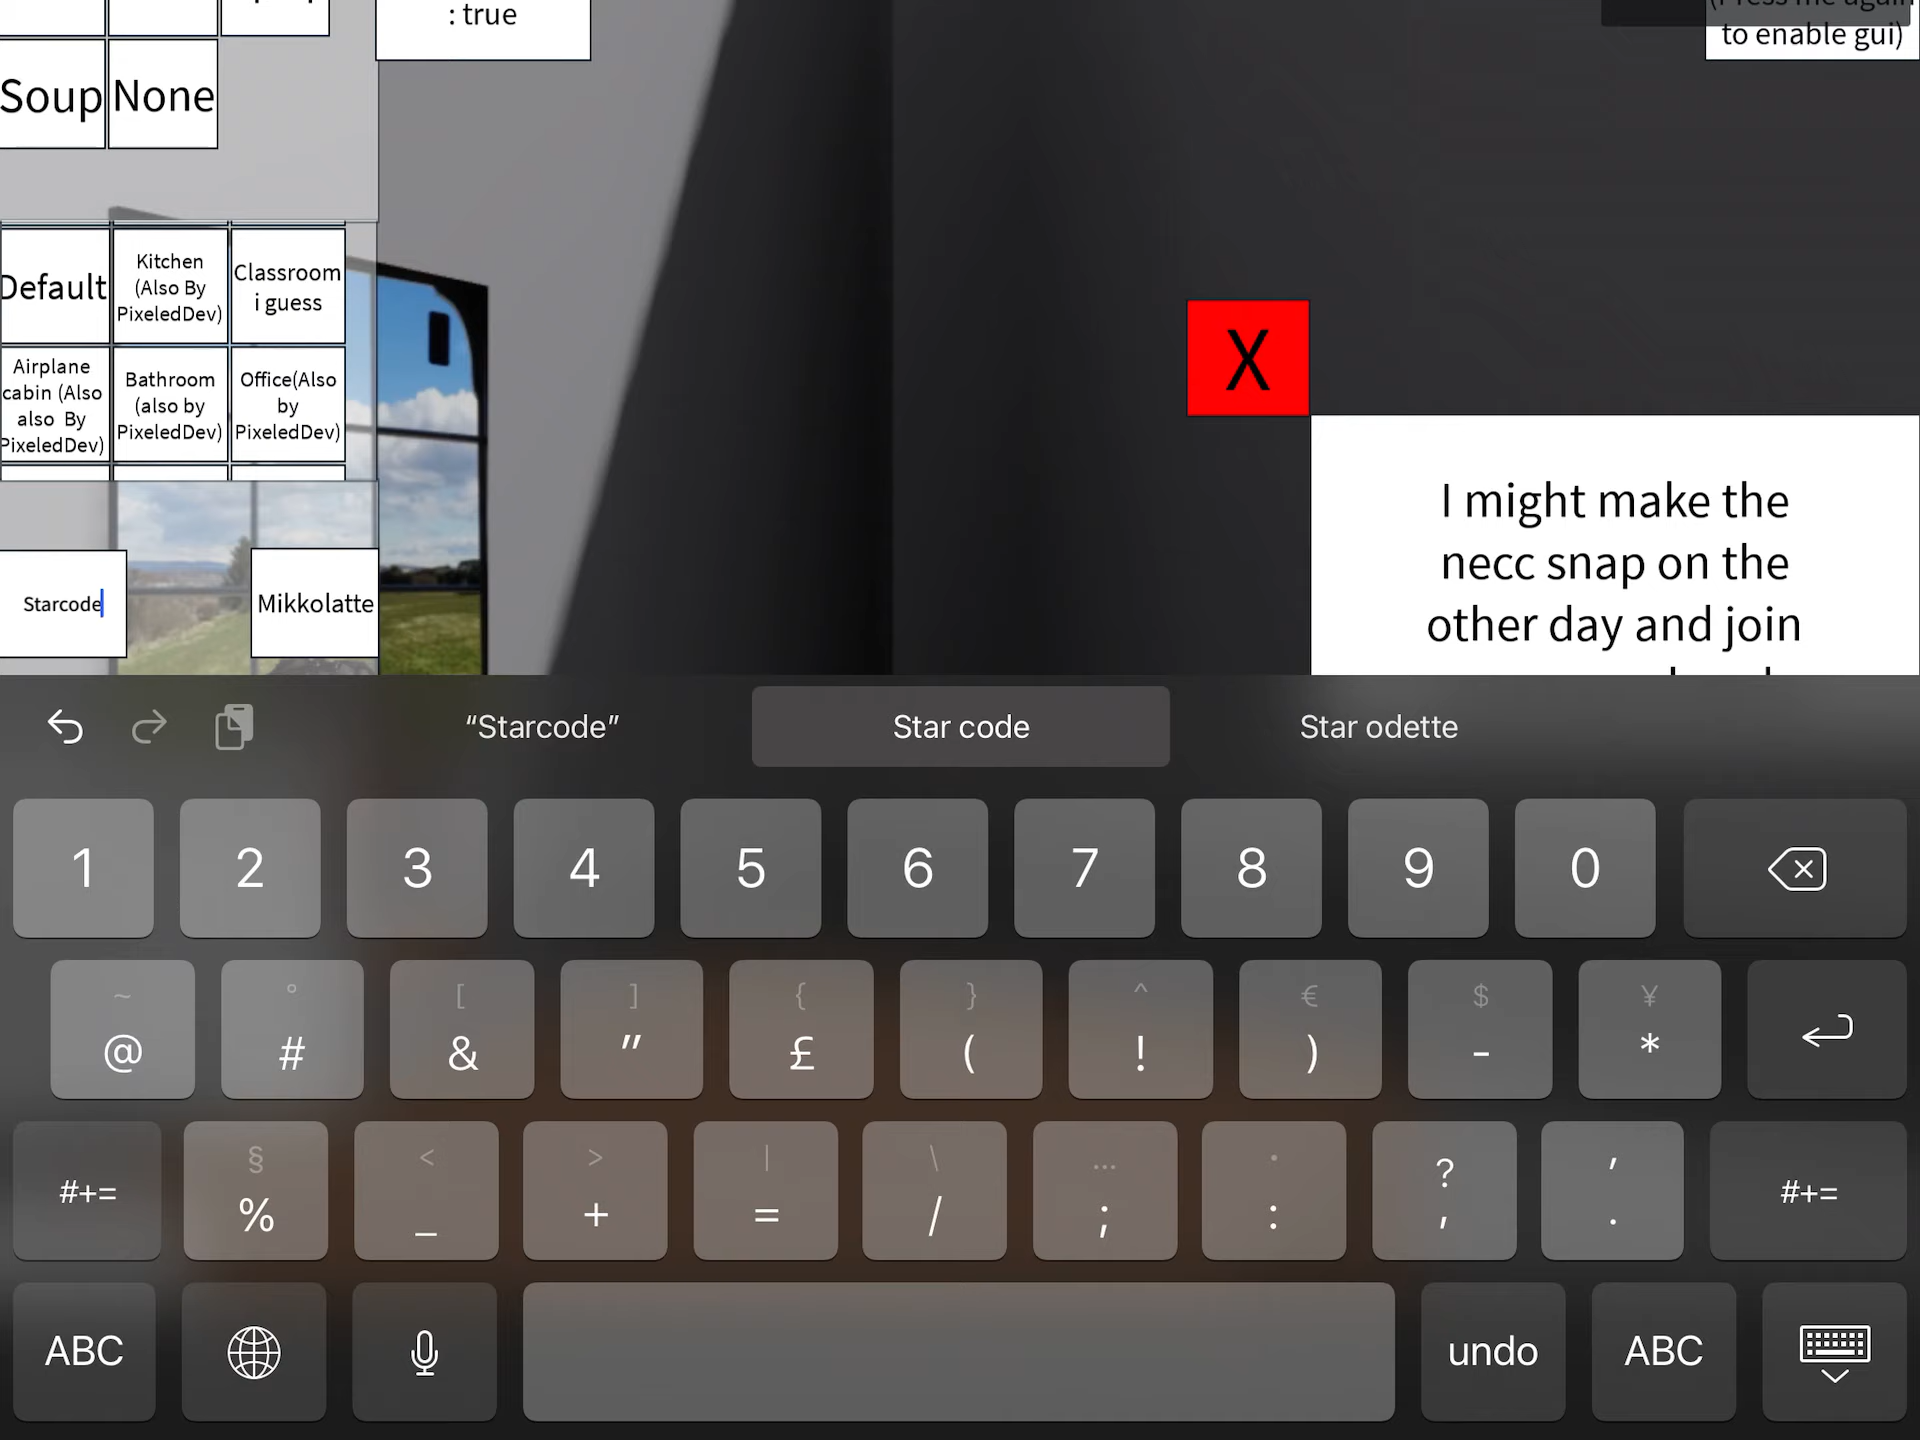 : true
to enable gui)
Soup
None
Default
Kitchen
(Also By
PixeledDev)
Classroom
i guess
Airplane
cabin (Also
also By
PixeledDev)
Bathroom
(also by
PixeledDev)
Office(Also
by
PixeledDev)
X
I might make the
necc snap on the
other day and join
Starcode
Mikkolatte
“Starcode”
Star code
Star odette
1 2 3 4 5 6 7 8 9 0
~ ° [ ] { } ^ € $ ¥
@ # & " £ ( ! ) - *
§ < > | \ … • ? '
#+= % _ + = / ; : , . #+=
ABC
undo
ABC